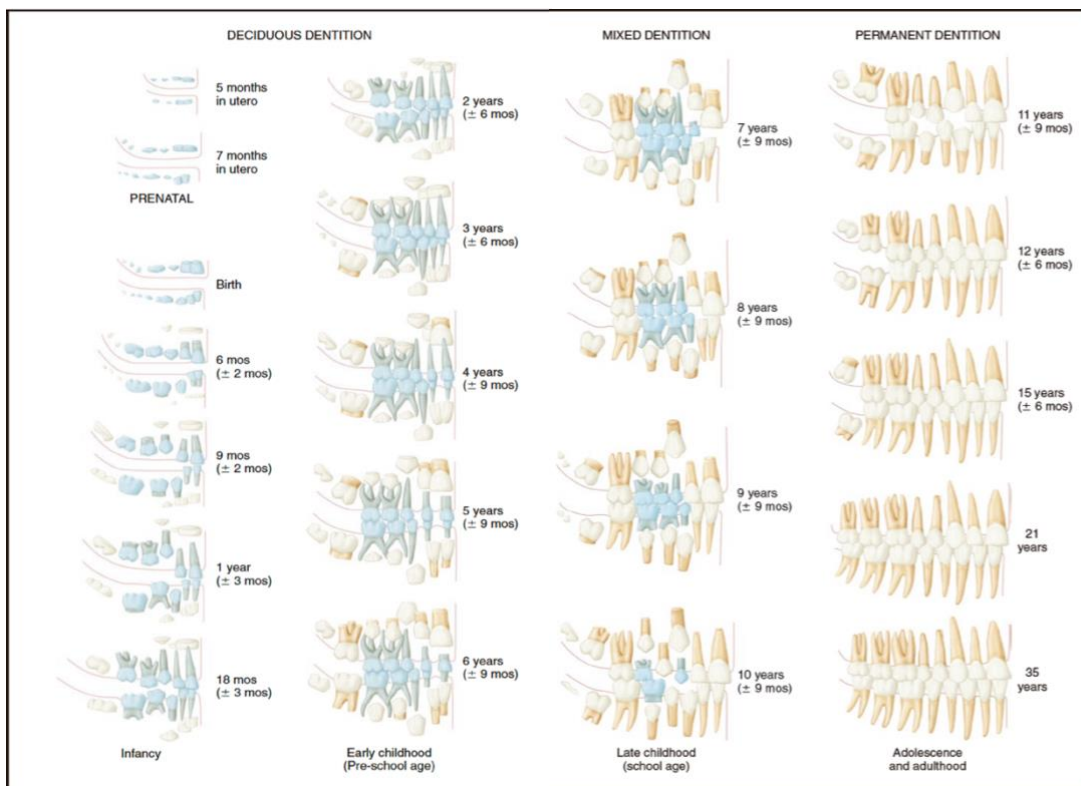 DECIDUOUS DENTITION
5 months
in utero
7 months
in utero
PRENATAL
Birth
6 mos
(± 2 mos)
9 mos
(± 2 mos)
1 year
(± 3 mos)
18 mos
(± 3 mos)
Infancy
2 years
(± 6 mos)
3 years
(± 6 mos)
4 years
(± 9 mos)
5 years
(± 9 mos)
6 years
(± 9 mos)
Early childhood
(Pre-school age)
MIXED DENTITION
7 years
(± 9 mos)
8 years
(± 9 mos)
9 years
(± 9 mos)
10 years
(± 9 mos)
Late childhood
(school age)
PERMANENT DENTITION
11 years
(± 9 mos)
12 years
(± 6 mos)
15 years
(± 6 mos)
21
years
35
years
Adolescence
and adulthood